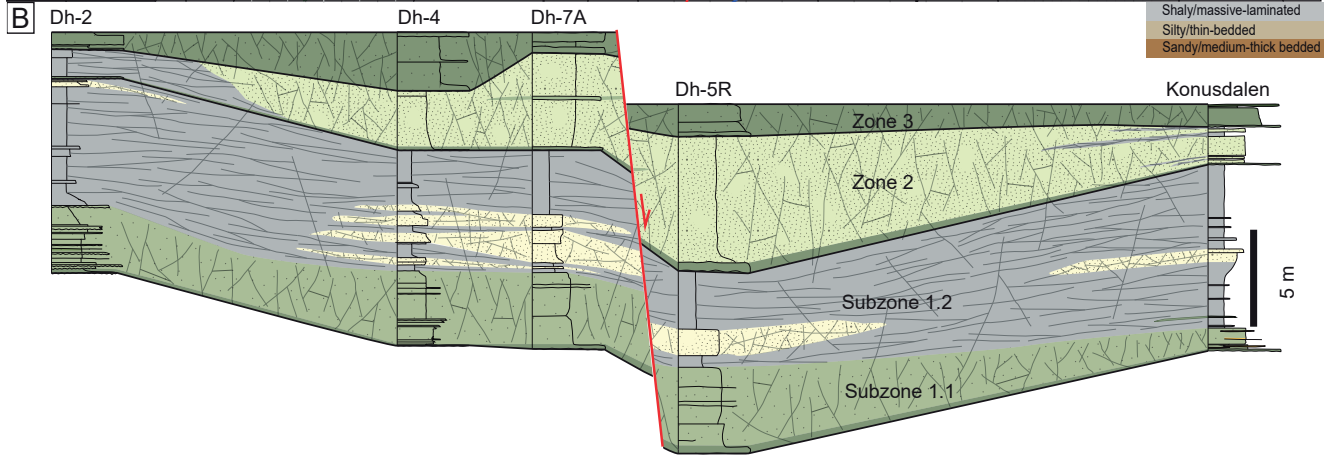 B
Dh-2
Dh-4
Dh-7A
Shaly/massive-laminated
Silty/thin-bedded
Sandy/medium-thick bedded
Dh-5R
Konusdalen
Zone 3
Zone 2
5 m
Subzone 1.2
Subzone 1.1